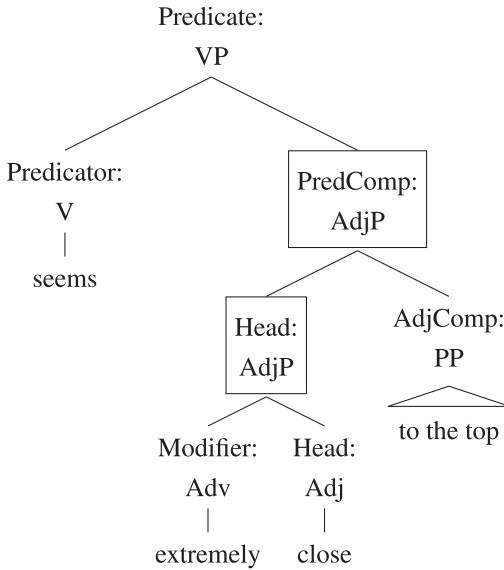 Predicate:
VP
Predicator:
V
seems
PredComp:
AdjP
Head:
AdjP
AdjComp:
PP
to the top
Modifier:
Adv
extremely
Head:
Adj
close